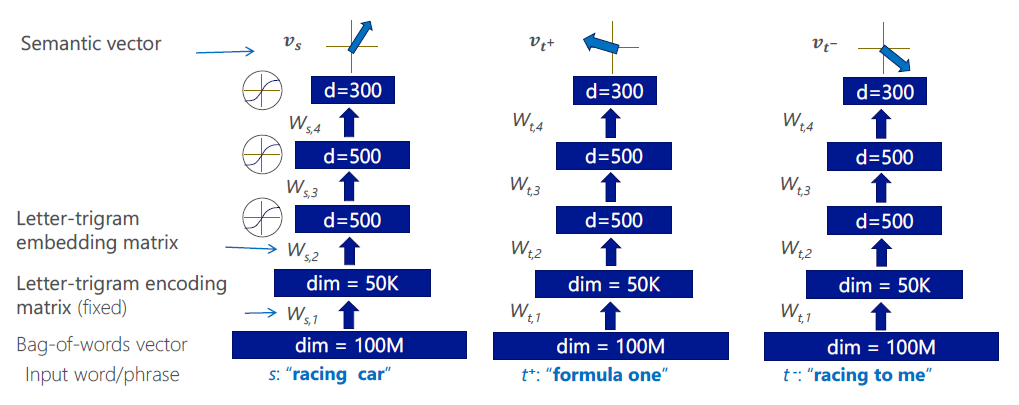 Semantic vector
v_s
v_t+
v_t-
d=300
d=300
d=300
W_s,4
W_t,4
W_t,4
d=500
d=500
d=500
W_s,3
W_t,3
W_t,3
d=500
d=500
d=500
Letter-trigram
embedding matrix
W_s,2
W_t,2
W_t,2
Letter-trigram encoding
matrix (fixed)
dim = 50K
dim = 50K
dim = 50K
W_s,1
W_t,1
W_t,1
Bag-of-words vector
dim = 100M
dim = 100M
dim = 100M
Input word/phrase
s: “racing car”
t+: “formula one”
t-: “racing to me”